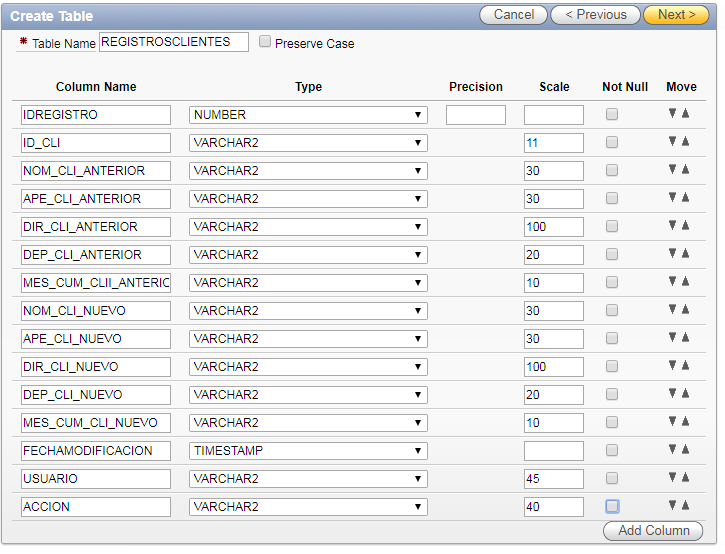 Create Table Cancel < Previous Next >
* Table Name REGISTROSCLIENTES Preserve Case
Column Name Type Precision Scale Not Null Move
IDREGISTRO NUMBER
ID_CLI VARCHAR2 11
NOM_CLI_ANTERIOR VARCHAR2 30
APE_CLI_ANTERIOR VARCHAR2 30
DIR_CLI_ANTERIOR VARCHAR2 100
DEP_CLI_ANTERIOR VARCHAR2 20
MES_CUM_CLII_ANTERIO VARCHAR2 10
NOM_CLI_NUEVO VARCHAR2 30
APE_CLI_NUEVO VARCHAR2 30
DIR_CLI_NUEVO VARCHAR2 100
DEP_CLI_NUEVO VARCHAR2 20
MES_CUM_CLI_NUEVO VARCHAR2 10
FECHAMODIFICACION TIMESTAMP
USUARIO VARCHAR2 45
ACCION VARCHAR2 40
Add Column